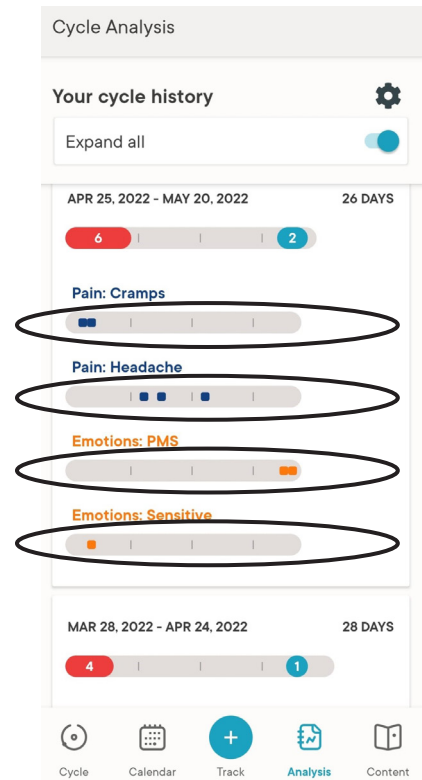 Cycle Analysis
Your cycle history
Expand all
APR 25, 2022 - MAY 20, 2022 26 DAYS
6 2
Pain: Cramps
Pain: Headache
Emotions: PMS
Emotions: Sensitive
MAR 28, 2022 - APR 24, 2022 28 DAYS
4 1
Cycle Calendar Track Analysis Content